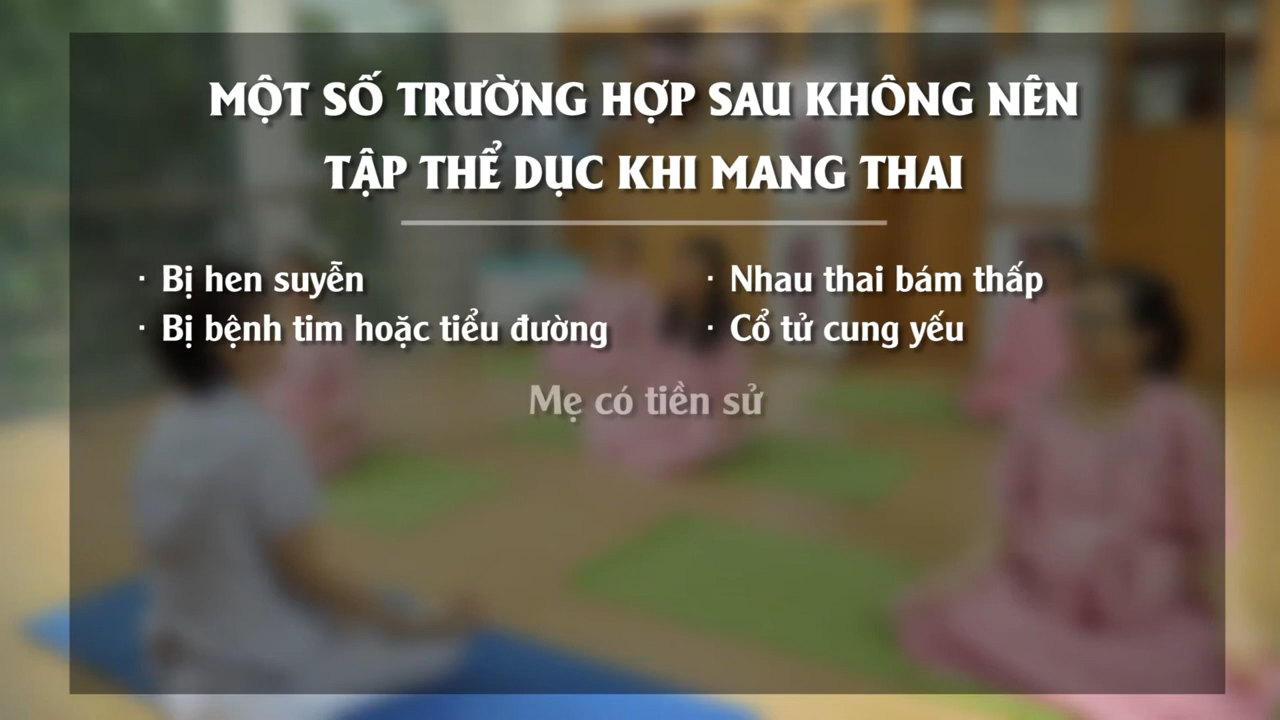 MỘT SỐ TRƯỜNG HỢP SAU KHÔNG NÊN
TẬP THỂ DỤC KHI MANG THAI
· Bị hen suyễn
· Bị bệnh tim hoặc tiểu đường
· Nhau thai bám thấp
· Cổ tử cung yếu
Mẹ có tiền sử